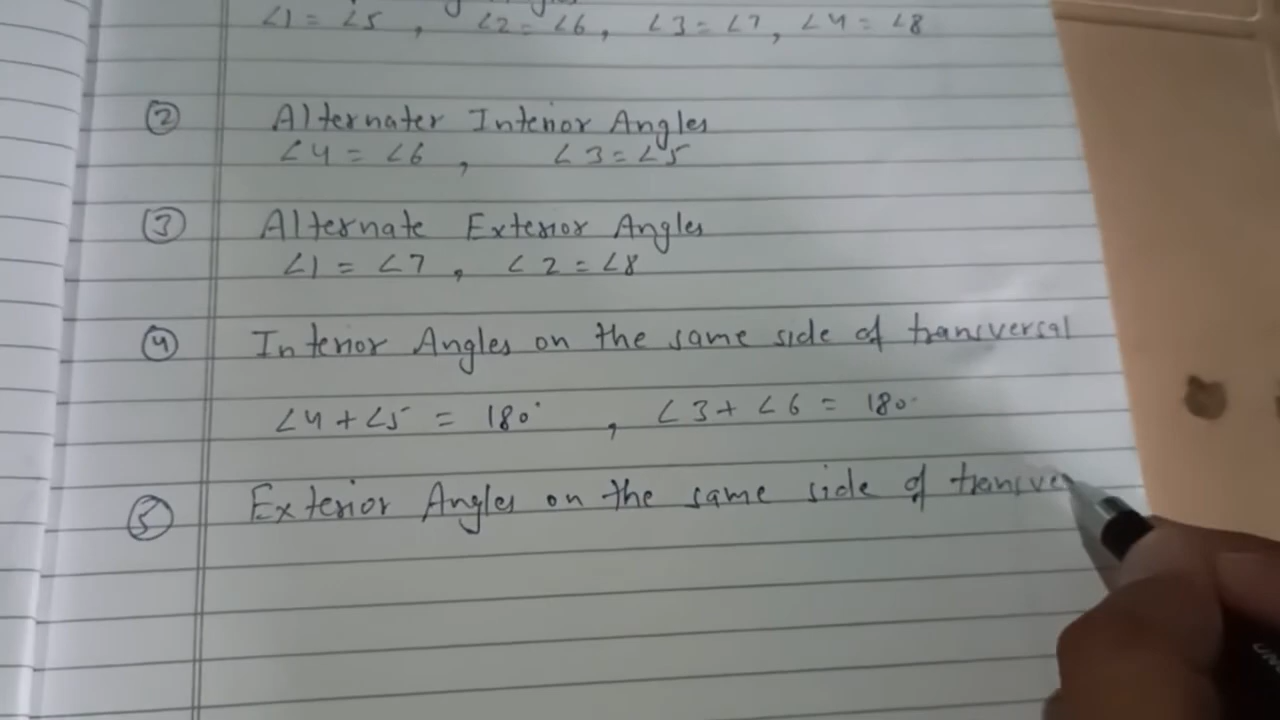 ∠1 = ∠5 , ∠2 = ∠6 , ∠3 = ∠7 , ∠4 = ∠8
② Alternater Interior Angles
∠4 = ∠6 , ∠3 = ∠5
③ Alternate Exterior Angles
∠1 = ∠7 , ∠2 = ∠8
④ Interior Angles on the same side of transversal
∠4 + ∠5 = 180° , ∠3 + ∠6 = 180°
⑤ Exterior Angles on the same side of transve